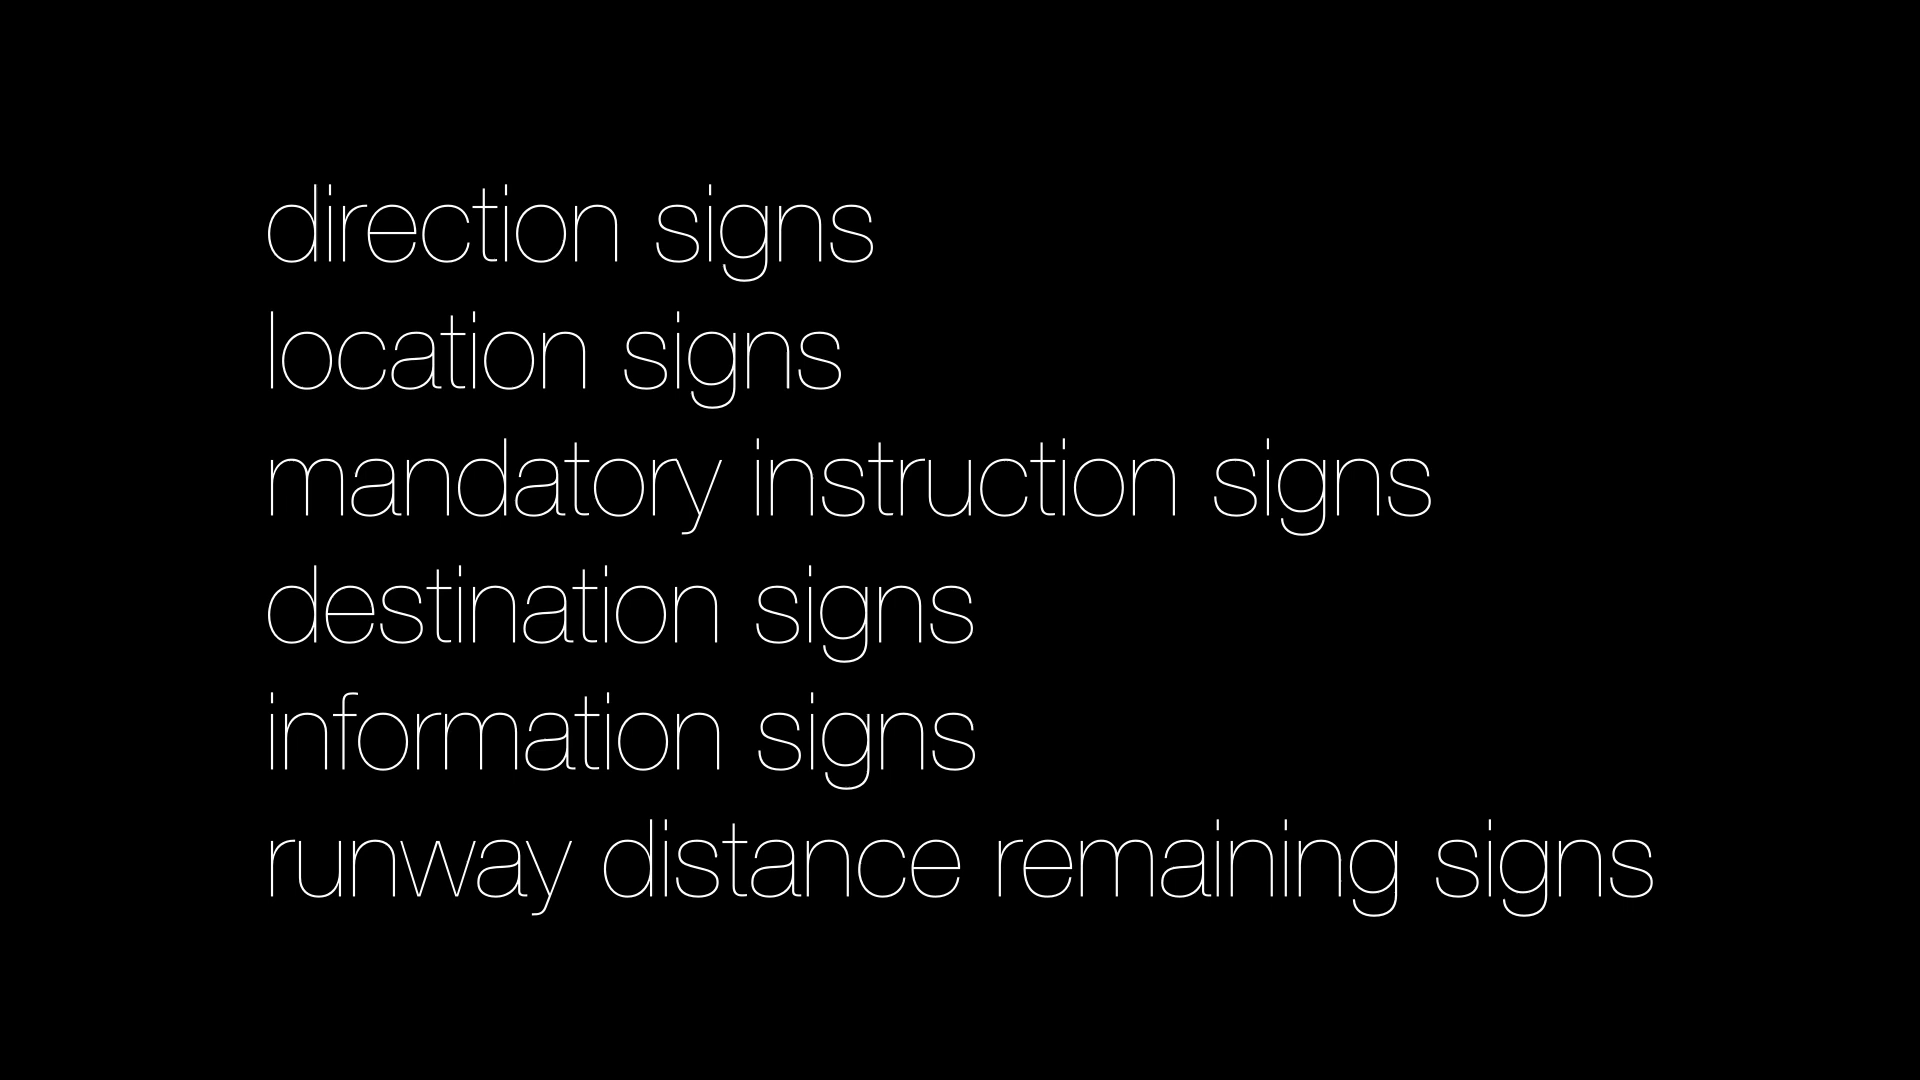 direction signs
location signs
mandatory instruction signs
destination signs
information signs
runway distance remaining signs